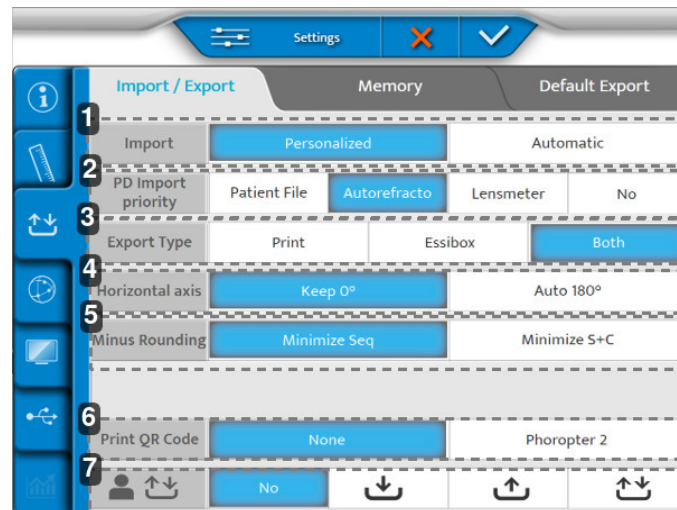 Settings
Import / Export Memory Default Export
1
Import Personalized Automatic
2
PD Import
priority Patient File Autorefracto Lensmeter No
3
Export Type Print Essibox Both
4
Horizontal axis Keep 0° Auto 180°
5
Minus Rounding Minimize Seq Minimize S+C
6
Print QR Code None Phoropter 2
7
No